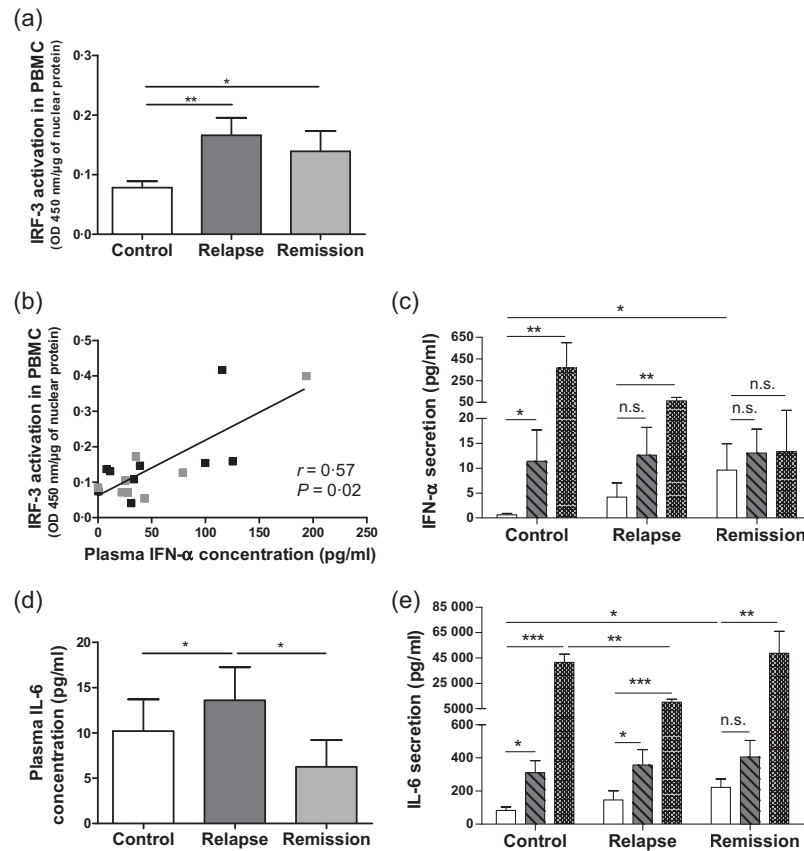 (a)
IRF-3 activation in PBMC
(OD 450 nm/µg of nuclear protein)
0·3
0·2
0·1
0·0
*
**
Control Relapse Remission
(b)
IRF-3 activation in PBMC
(OD 450 nm/µg of nuclear protein)
0·5
0·4
0·3
0·2
0·1
0·0
r = 0·57
P = 0·02
0 50 100 150 200 250
Plasma IFN-α concentration (pg/ml)
(c)
IFN-α secretion (pg/ml)
650
450
250
50
20
15
10
5
0
*
**
*
**
n.s.
n.s.
n.s.
Control Relapse Remission
(d)
Plasma IL-6
concentration (pg/ml)
20
15
10
5
0
* *
Control Relapse Remission
(e)
IL-6 secretion (pg/ml)
85 000
65 000
45 000
25 000
5000
600
400
200
0
* **
*** **
***
* * n.s.
Control Relapse Remission